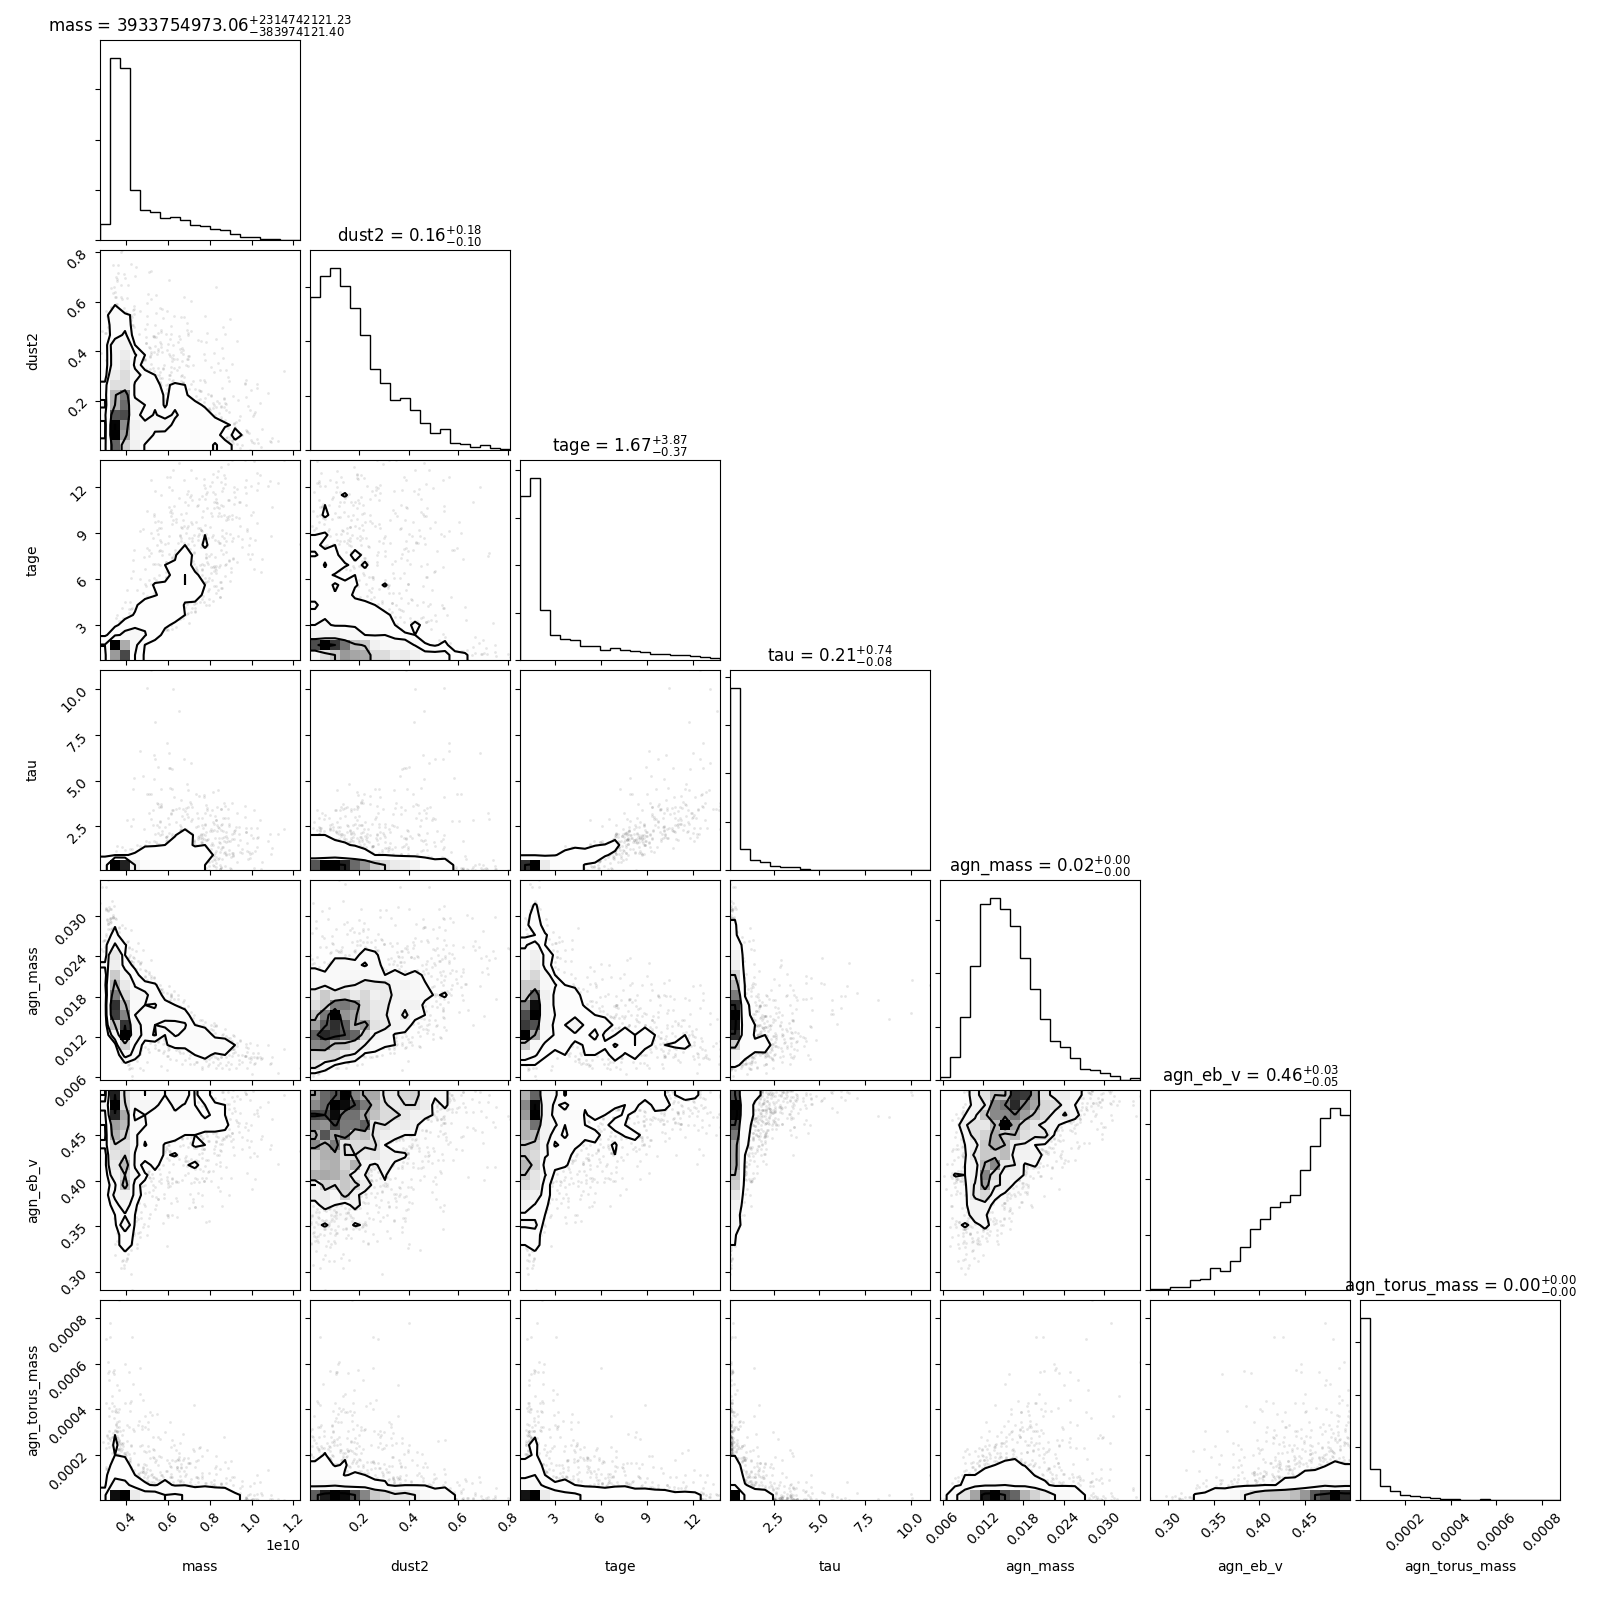 mass = 3933754973.06+2314742121.23−383974121.40
dust2 = 0.16+0.18−0.10
0.8
0.6
0.4
0.2
dust2
tage = 1.67+3.87−0.37
12
9
6
3
tage
tau = 0.21+0.74−0.08
10.0
7.5
5.0
2.5
tau
agn_mass = 0.02+0.00−0.00
0.030
0.024
0.018
0.012
0.006
agn_mass
agn_eb_v = 0.46+0.03−0.05
0.45
0.40
0.35
0.30
agn_eb_v
agn_torus_mass = 0.00+0.00−0.00
0.0008
0.0006
0.0004
0.0002
agn_torus_mass
0.4 0.6 0.8 1.0 1.2
1e10
mass
0.2 0.4 0.6 0.8
dust2
3 6 9 12
tage
2.5 5.0 7.5 10.0
tau
0.006 0.012 0.018 0.024 0.030
agn_mass
0.30 0.35 0.40 0.45
agn_eb_v
0.0002 0.0004 0.0006 0.0008
agn_torus_mass